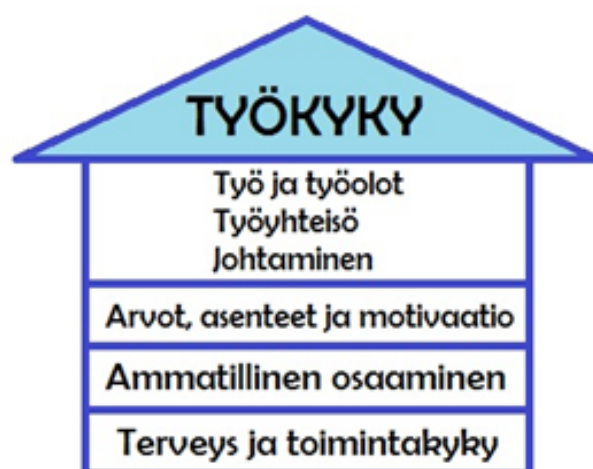 TYÖKYKY
Työ ja työolot
Työyhteisö
Johtaminen
Arvot, asenteet ja motivaatio
Ammatillinen osaaminen
Terveys ja toimintakyky